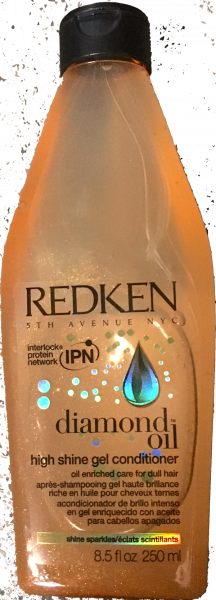 REDKEN
5TH AVENUE NYC
interlock
protein
network
IPN
diamond
oil
high shine gel conditioner
oil enriched care for dull hair
après-shampooing gel haute brillance
riche en huile pour cheveux ternes
acondicionador de brillo intenso
en gel enriquecido con aceite
para cabellos apagados
shine sparkles/éclats scintillants
8.5 fl oz 250 ml